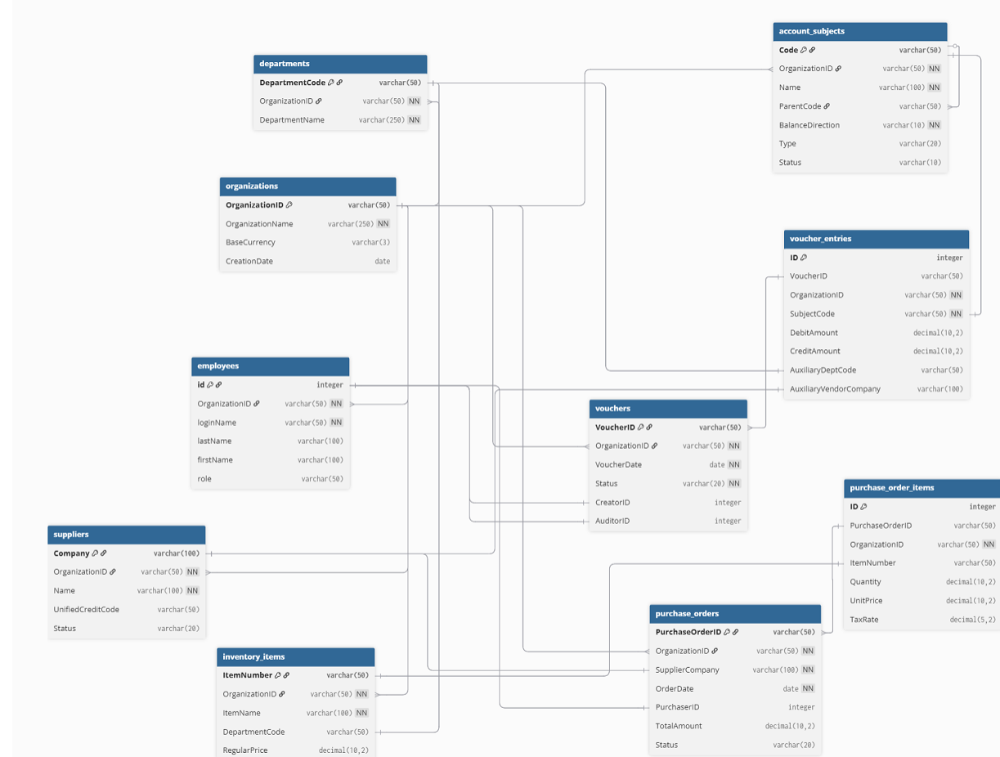 account_subjects
Code varchar(50)
OrganizationID varchar(50) NN
Name varchar(100) NN
ParentCode varchar(50)
BalanceDirection varchar(10) NN
Type varchar(20)
Status varchar(10)
departments
DepartmentCode varchar(50)
OrganizationID varchar(50) NN
DepartmentName varchar(250) NN
organizations
OrganizationID varchar(50)
OrganizationName varchar(250) NN
BaseCurrency varchar(3)
CreationDate date
voucher_entries
ID integer
VoucherID varchar(50)
OrganizationID varchar(50) NN
SubjectCode varchar(50) NN
DebitAmount decimal(10,2)
CreditAmount decimal(10,2)
AuxiliaryDeptCode varchar(50)
AuxiliaryVendorCompany varchar(100)
employees
id integer
OrganizationID varchar(50) NN
loginName varchar(50) NN
lastName varchar(100)
firstName varchar(100)
role varchar(50)
vouchers
VoucherID varchar(50)
OrganizationID varchar(50) NN
VoucherDate date NN
Status varchar(20) NN
CreatorID integer
AuditorID integer
purchase_order_items
ID integer
PurchaseOrderID varchar(50)
OrganizationID varchar(50) NN
ItemNumber varchar(50)
Quantity decimal(10,2)
UnitPrice decimal(10,2)
TaxRate decimal(5,2)
suppliers
Company varchar(100)
OrganizationID varchar(50) NN
Name varchar(100) NN
UnifiedCreditCode varchar(50)
Status varchar(20)
purchase_orders
PurchaseOrderID varchar(50)
OrganizationID varchar(50) NN
SupplierCompany varchar(100) NN
OrderDate date NN
PurchaserID integer
TotalAmount decimal(10,2)
Status varchar(20)
inventory_items
ItemNumber varchar(50)
OrganizationID varchar(50) NN
ItemName varchar(100) NN
DepartmentCode varchar(50)
RegularPrice decimal(10,2)